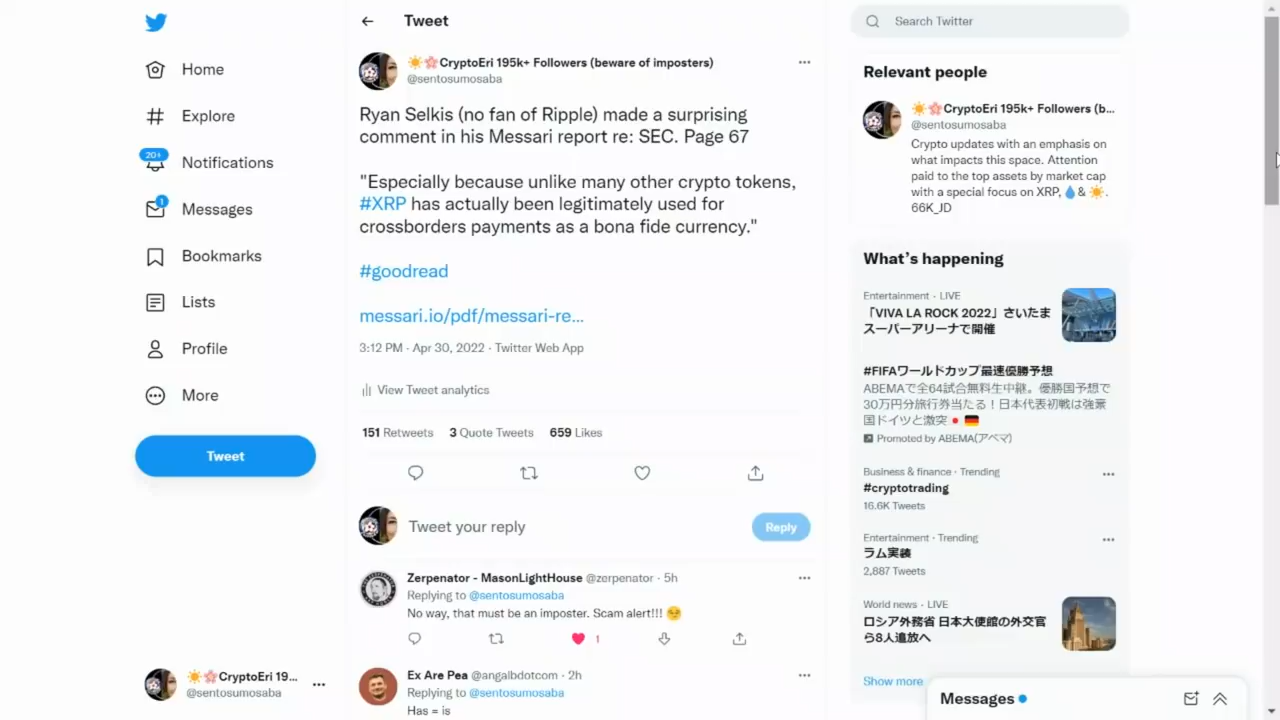 Home
Explore
20+
Notifications
1
Messages
Bookmarks
Lists
Profile
More
Tweet
CryptoEri 19...
@sentosumosaba
Tweet
CryptoEri 195k+ Followers (beware of imposters)
@sentosumosaba
Ryan Selkis (no fan of Ripple) made a surprising
comment in his Messari report re: SEC. Page 67
"Especially because unlike many other crypto tokens,
#XRP has actually been legitimately used for
crossborders payments as a bona fide currency."
#goodread
messari.io/pdf/messari-re...
3:12 PM · Apr 30, 2022 · Twitter Web App
View Tweet analytics
151 Retweets 3 Quote Tweets 659 Likes
Tweet your reply
Reply
Zerpenator - MasonLightHouse @zerpenator · 5h
Replying to @sentosumosaba
No way, that must be an imposter. Scam alert!!!
1
Ex Are Pea @angalbdotcom · 2h
Replying to @sentosumosaba
Has = is
Search Twitter
Relevant people
CryptoEri 195k+ Followers (b...
@sentosumosaba
Crypto updates with an emphasis on
what impacts this space. Attention
paid to the top assets by market cap
with a special focus on XRP, & .
66K_JD
What's happening
Entertainment · LIVE
「VIVA LA ROCK 2022」さいたま
スーパーアリーナで開催
#FIFAワールドカップ最速優勝予想
ABEMAで全64試合無料生中継。優勝国予想で
30万円分旅行券当たる！日本代表初戦は強豪
国ドイツと激突
Promoted by ABEMA(アベマ)
Business & finance · Trending
#cryptotrading
16.6K Tweets
Entertainment · Trending
ラム実装
2,887 Tweets
World news · LIVE
ロシア外務省 日本大使館の外交官
ら8人追放へ
Show more
Messages